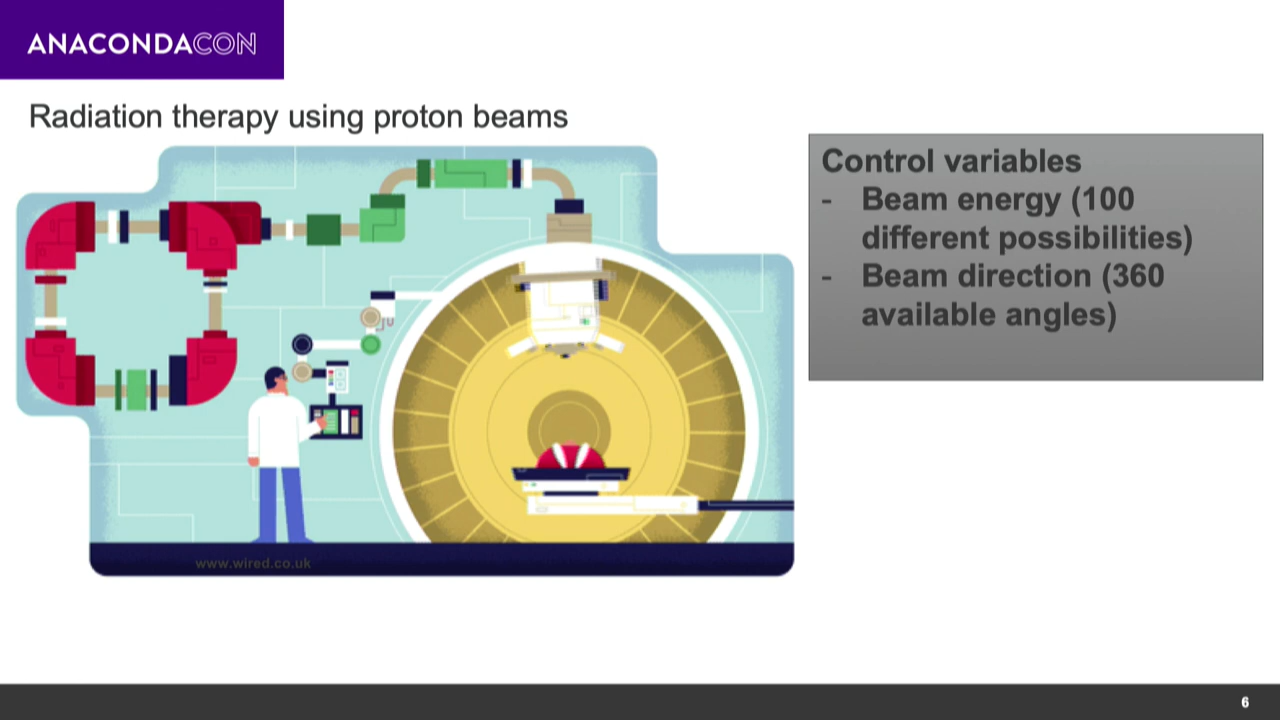 ANACONDACON
Radiation therapy using proton beams
Control variables
- Beam energy (100
different possibilities)
- Beam direction (360
available angles)
www.wired.co.uk
6